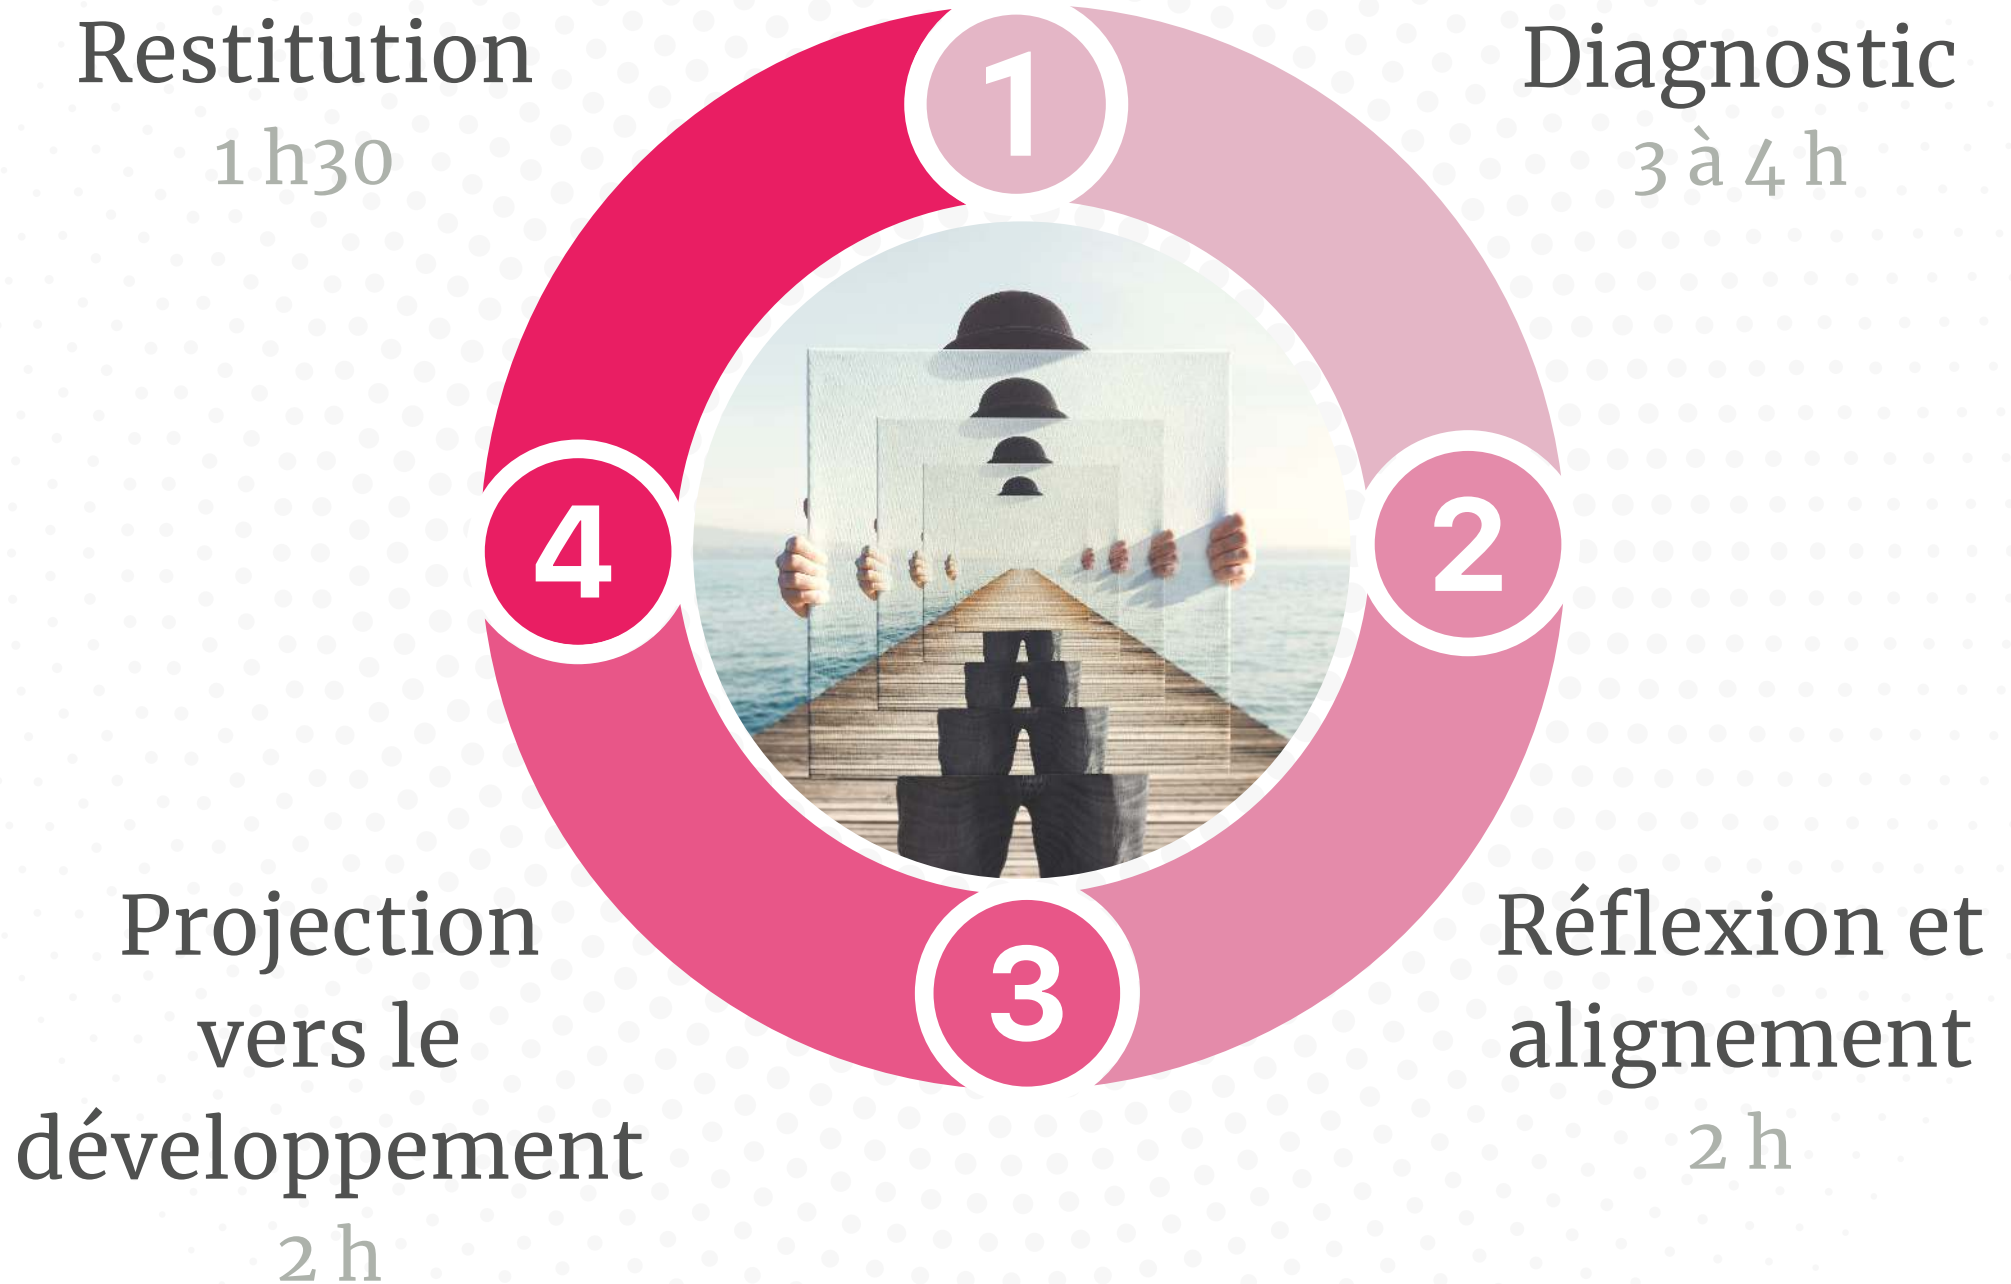 Restitution
1 h30
1
Diagnostic
3 à 4 h
4
2
Projection
vers le
développement
2 h
3
Réflexion et
alignement
2 h